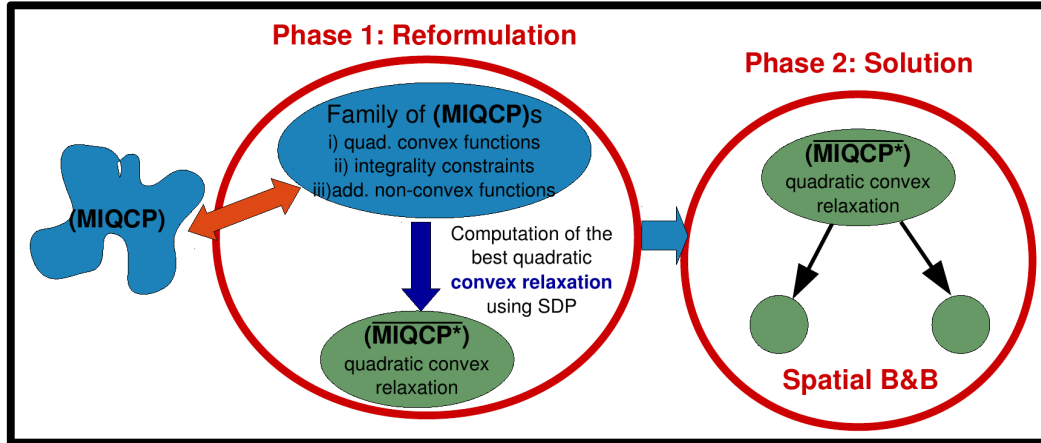 Phase 1: Reformulation
Family of (MIQCP)s
i) quad. convex functions
ii) integrality constraints
iii)add. non-convex functions
(MIQCP)
Computation of the
best quadratic
convex relaxation
using SDP
(MIQCP*)
quadratic convex
relaxation
Phase 2: Solution
(MIQCP*)
quadratic convex
relaxation
Spatial B&B